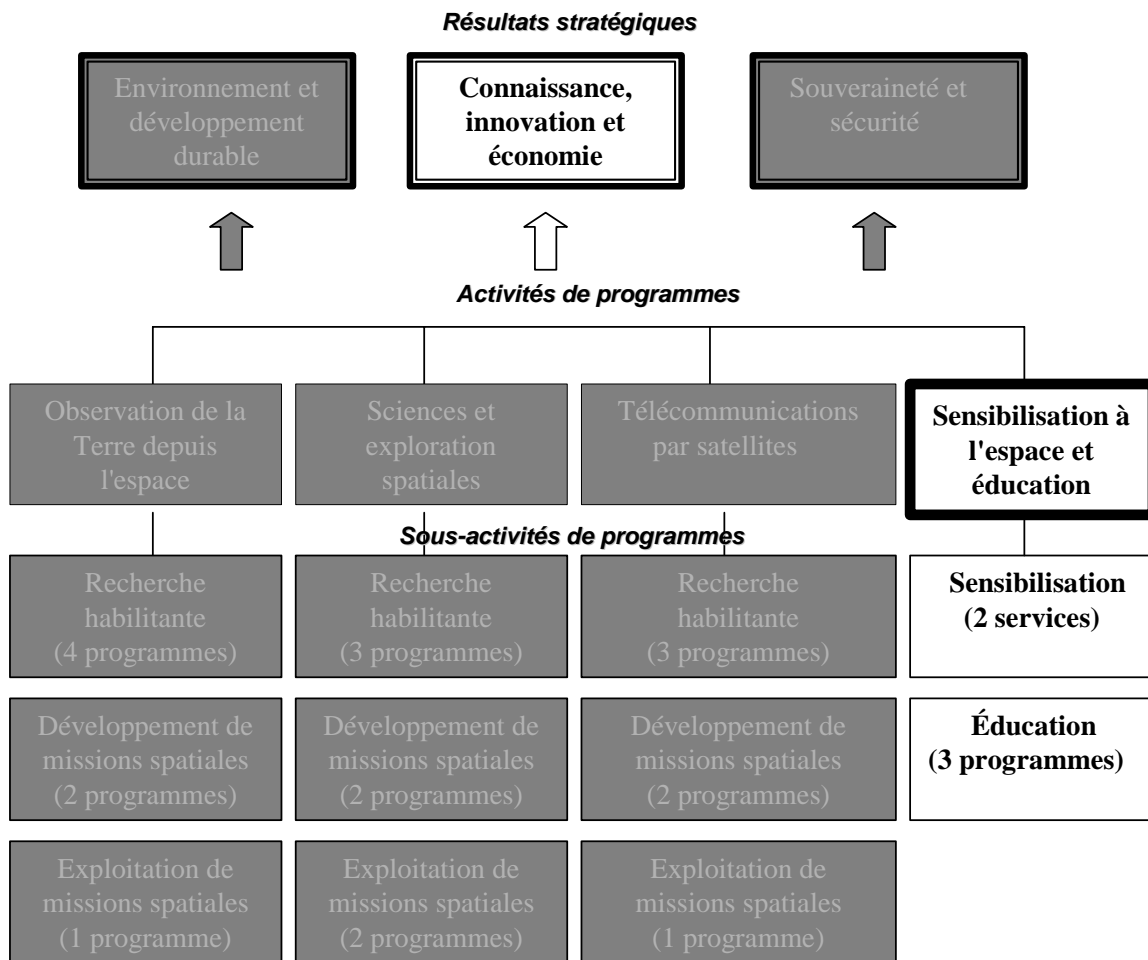 Résultats stratégiques
Environnement et
développement
durable
Connaissance,
innovation et
économie
Souveraineté et
sécurité
Activités de programmes
Observation de la
Terre depuis
l'espace
Sciences et
exploration
spatiales
Télécommunications
par satellites
Sensibilisation à
l'espace et
éducation
Sous-activités de programmes
Recherche
habilitante
(4 programmes)
Recherche
habilitante
(3 programmes)
Recherche
habilitante
(3 programmes)
Sensibilisation
(2 services)
Développement de
missions spatiales
(2 programmes)
Développement de
missions spatiales
(2 programmes)
Développement de
missions spatiales
(2 programmes)
Éducation
(3 programmes)
Exploitation de
missions spatiales
(1 programme)
Exploitation de
missions spatiales
(2 programmes)
Exploitation de
missions spatiales
(1 programme)